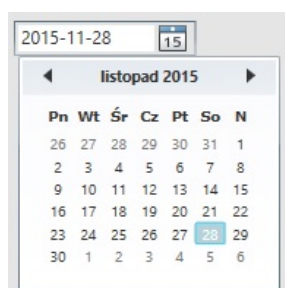 2015-11-28 15
listopad 2015
Pn Wt Śr Cz Pt So N
26 27 28 29 30 31 1
2 3 4 5 6 7 8
9 10 11 12 13 14 15
16 17 18 19 20 21 22
23 24 25 26 27 28 29
30 1 2 3 4 5 6